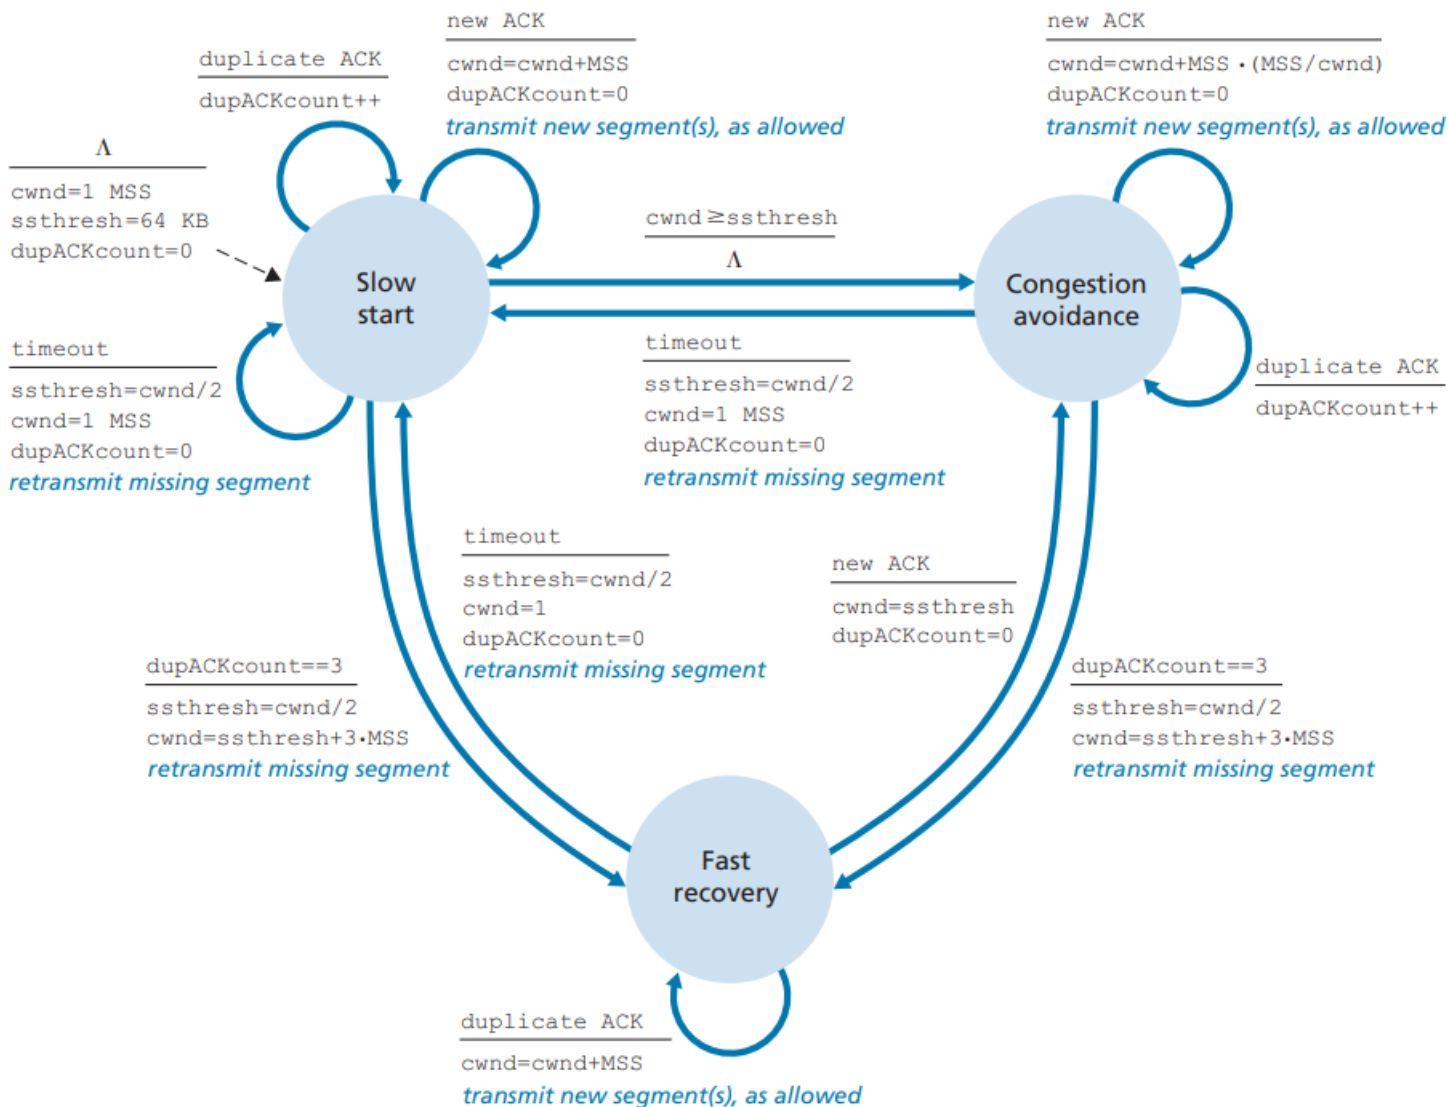 new ACK
cwnd=cwnd+MSS
dupACKcount=0
transmit new segment(s), as allowed
new ACK
cwnd=cwnd+MSS·(MSS/cwnd)
dupACKcount=0
transmit new segment(s), as allowed
duplicate ACK
dupACKcount++
Λ
cwnd=1 MSS
ssthresh=64 KB
dupACKcount=0
cwnd≥ssthresh
Λ
Slow
start
Congestion
avoidance
timeout
ssthresh=cwnd/2
cwnd=1 MSS
dupACKcount=0
retransmit missing segment
timeout
ssthresh=cwnd/2
cwnd=1 MSS
dupACKcount=0
retransmit missing segment
duplicate ACK
dupACKcount++
timeout
ssthresh=cwnd/2
cwnd=1
dupACKcount=0
retransmit missing segment
new ACK
cwnd=ssthresh
dupACKcount=0
dupACKcount==3
ssthresh=cwnd/2
cwnd=ssthresh+3·MSS
retransmit missing segment
dupACKcount==3
ssthresh=cwnd/2
cwnd=ssthresh+3·MSS
retransmit missing segment
Fast
recovery
duplicate ACK
cwnd=cwnd+MSS
transmit new segment(s), as allowed